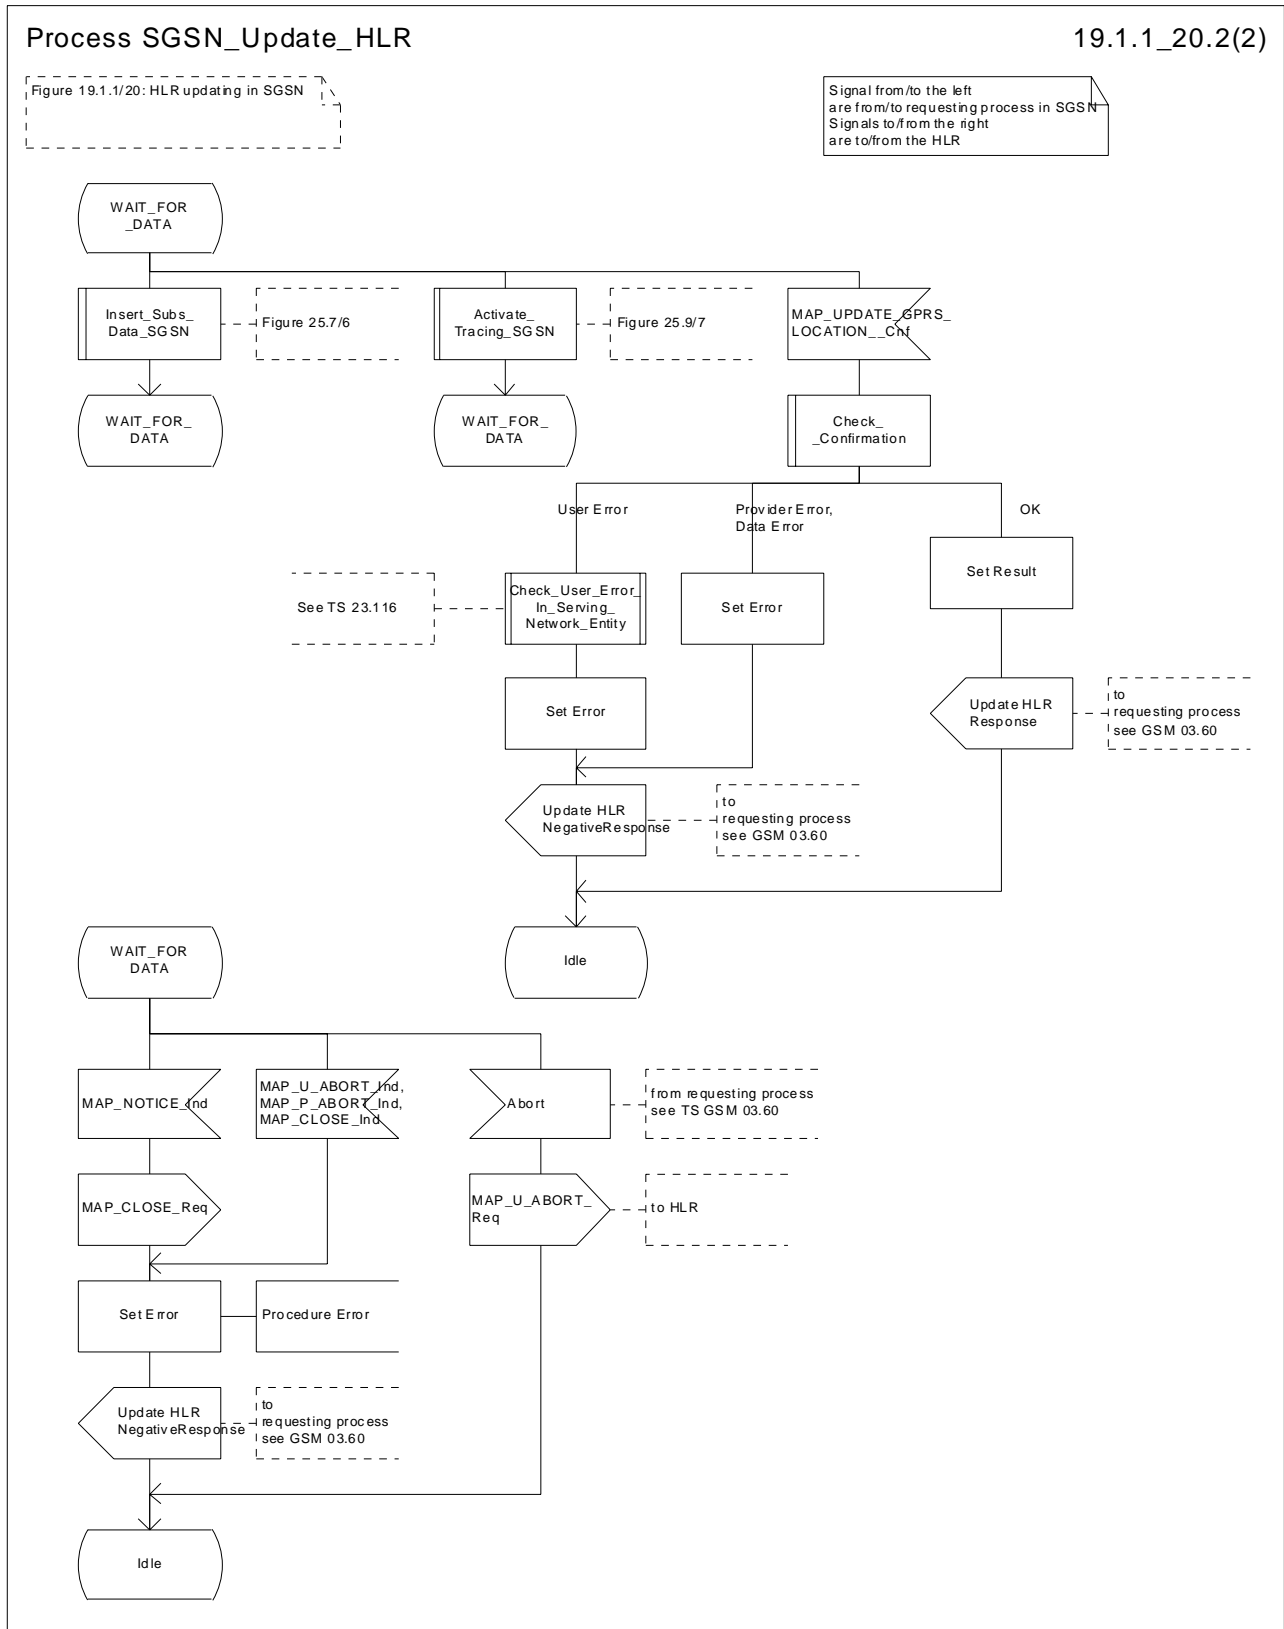 Process SGSN_Update_HLR
19.1.1_20.2(2)
Figure 19.1.1/20: HLR updating in SGSN
Signal from/to the left
are from/to requesting process in SGSN
Signals to/from the right
are to/from the HLR
WAIT_FOR
_DATA
Insert_Subs_
Data_SGSN
Figure 25.7/6
Activate_
Tracing_SGSN
Figure 25.9/7
MAP_UPDATE_GPRS_
LOCATION__Cnf
WAIT_FOR_
DATA
WAIT_FOR_
DATA
Check_
_Confirmation
User Error
Provider Error,
Data Error
OK
See TS 23.116
Check_User_Error_
In_Serving_
Network_Entity
Set Error
Set Result
Set Error
Update HLR
Response
to
requesting process
see GSM 03.60
Update HLR
NegativeResponse
to
requesting process
see GSM 03.60
WAIT_FOR
DATA
Idle
MAP_NOTICE_Ind
MAP_U_ABORT_Ind,
MAP_P_ABORT_Ind,
MAP_CLOSE_Ind
Abort
from requesting process
see TS GSM 03.60
MAP_CLOSE_Req
MAP_U_ABORT_
Req
to HLR
Set Error
Procedure Error
Update HLR
NegativeResponse
to
requesting process
see GSM 03.60
Idle